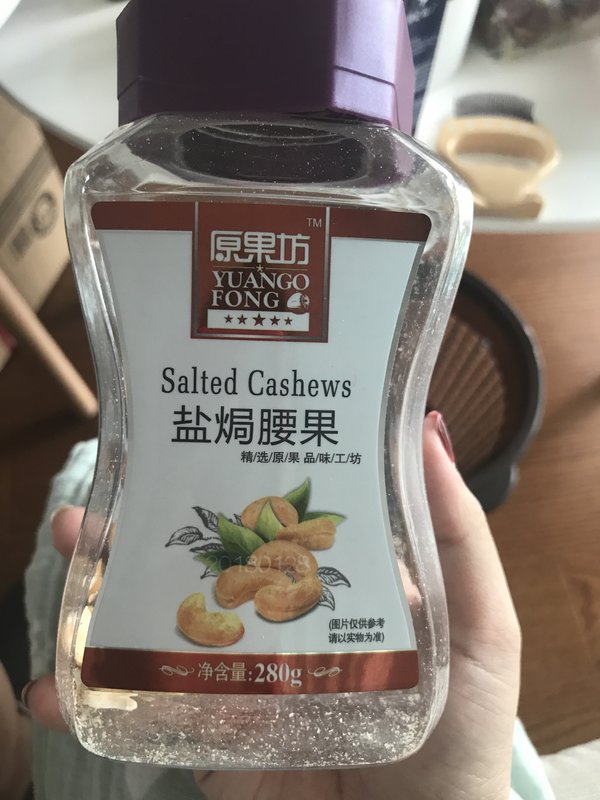 原果坊
TM
YUANGO
FONG
Salted Cashews
盐焗腰果
精/选/原/果 品/味/工/坊
20180128
(图片仅供参考
请以实物为准)
净含量:280g